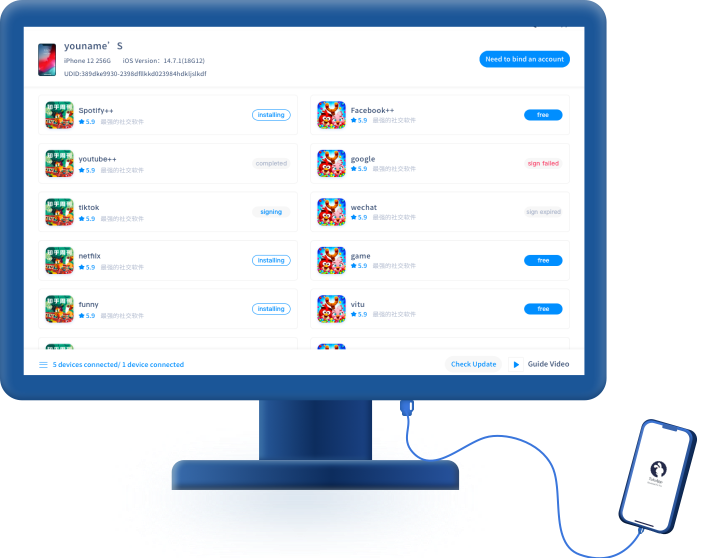 youname’ S
iPhone 12 256G iOS Version: 14.7.1(18G12)
UDID:389dke9930-2398dfllkkd023984hdkljslkdf
Need to bind an account
Spotify++
5.9 最强的社交软件
installing
Facebook++
5.9 最强的社交软件
free
youtube++
5.9 最强的社交软件
completed
google
5.9 最强的社交软件
sign failed
tiktok
5.9 最强的社交软件
signing
wechat
5.9 最强的社交软件
sign expired
netflix
5.9 最强的社交软件
installing
game
5.9 最强的社交软件
free
funny
5.9 最强的社交软件
installing
vitu
5.9 最强的社交软件
free
5 devices connected/ 1 device connected
Check Update
Guide Video